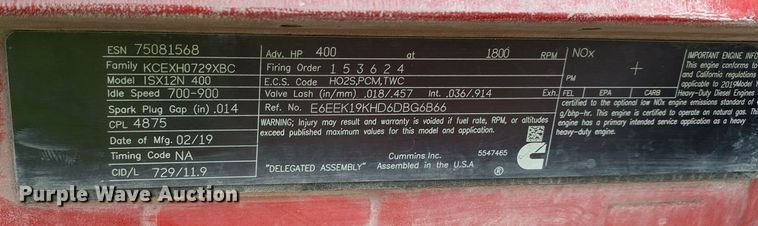 ESN 75081568
Family KCEXH0729XBC
Model ISX12N 400
Idle Speed 700-900
Spark Plug Gap (in) .014
CPL 4875
Date of Mfg 02/19
Timing Code NA
CID/L 729/11.9
Adv. HP 400 at 1800 RPM
Firing Order 1 5 3 6 2 4
E.C.S. Code HO2S,PCM,TWC
Valve Lash (in/mm) Int. .018/.457 Ext. .036/.914 Exh.
Ref. No. E6EEK19KHD6DBG6B66
WARNING; Injury may result and warranty
is voided if fuel rate, RPM, or altitudes
exceed published maximum values for this model and
"DELEGATED ASSEMBLY"
Cummins Inc. 5547465
Assembled in the U.S.A
®
NOx
PM
+
FEL EPA CARB
IMPORTANT ENGINE INFO
This engine conforms to
and California regulations
applicable to 2019Model Y
Heavy-Duty Diesel Engines
certified to the optional low NOx engine emissions standard of
g/bhp-hr. This engine is certified to operate on natural gas. This
engine has a primary intended service application as a heavy
heavy-duty engine.
Purple Wave Auction